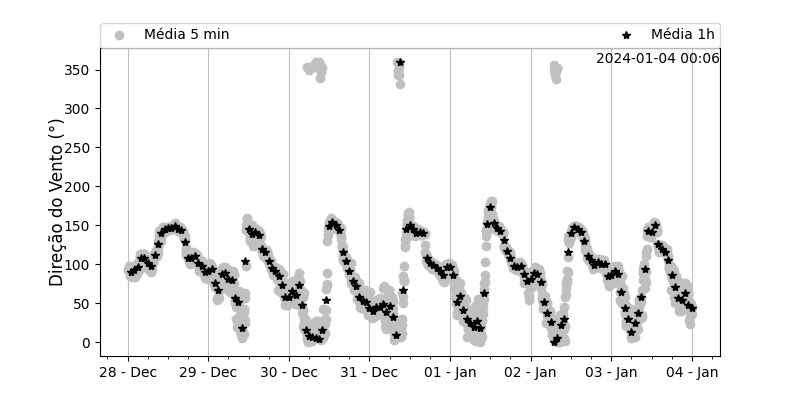 Média 5 min
Média 1h
2024-01-04 00:06
Direção do Vento (°)
350
300
250
200
150
100
50
0
28 - Dec
29 - Dec
30 - Dec
31 - Dec
01 - Jan
02 - Jan
03 - Jan
04 - Jan